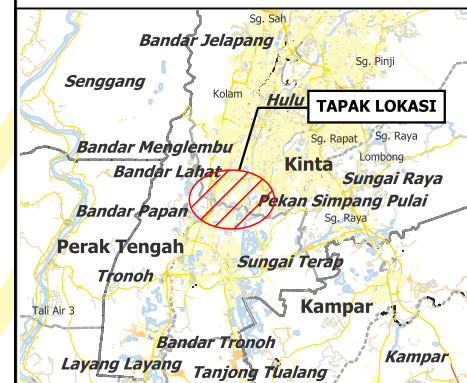 Sg. Sah
Bandar Jelapang
Sg. Pinji
Senggang
Kolam
Hulu
TAPAK LOKASI
Sg. Rapat
Sg. Raya
Bandar Menglembu
Lombong
Kinta
Bandar Lahat
Sungai Raya
Pekan Simpang Pulai
Bandar Papan
Sg. Raya
Perak Tengah
Sungai Terap
Tronoh
Kampar
Tali Air 3
Bandar Tronoh
Kampar
Layang Layang
Tanjong Tualang